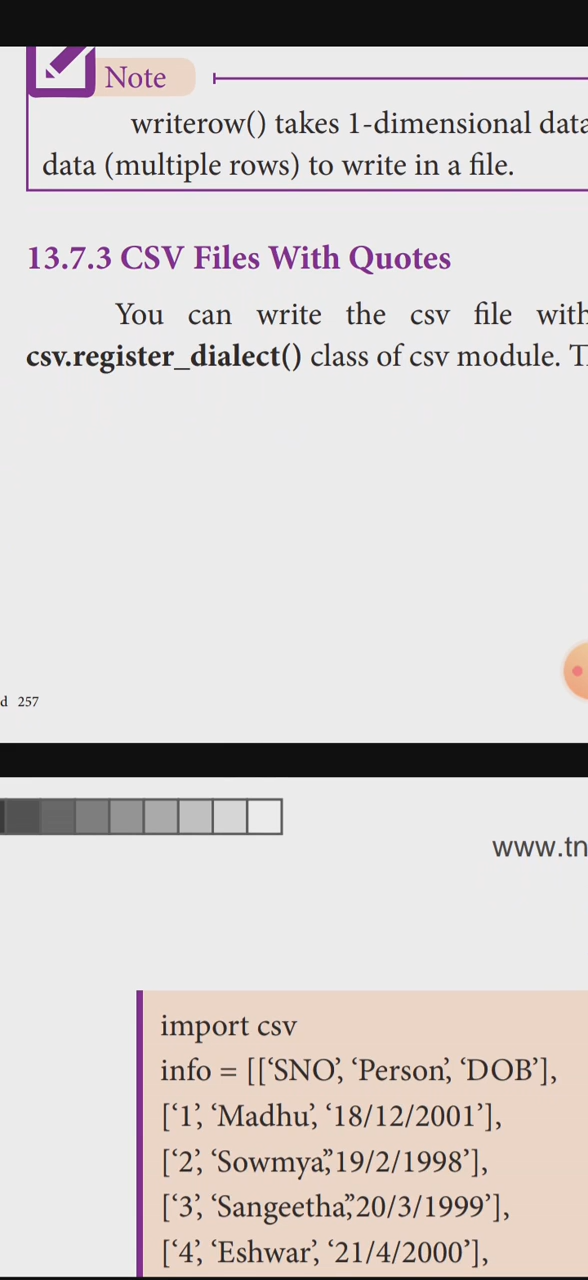 Note
writerow() takes 1-dimensional data
data (multiple rows) to write in a file.
13.7.3 CSV Files With Quotes
You can write the csv file with
csv.register_dialect() class of csv module. T
d 257
www.tn
import csv
info = [[‘SNO’, ‘Person’, ‘DOB’],
[‘1’, ‘Madhu’, ‘18/12/2001’],
[‘2’, ‘Sowmya’,’19/2/1998’],
[‘3’, ‘Sangeetha’,’20/3/1999’],
[‘4’, ‘Eshwar’, ‘21/4/2000’],